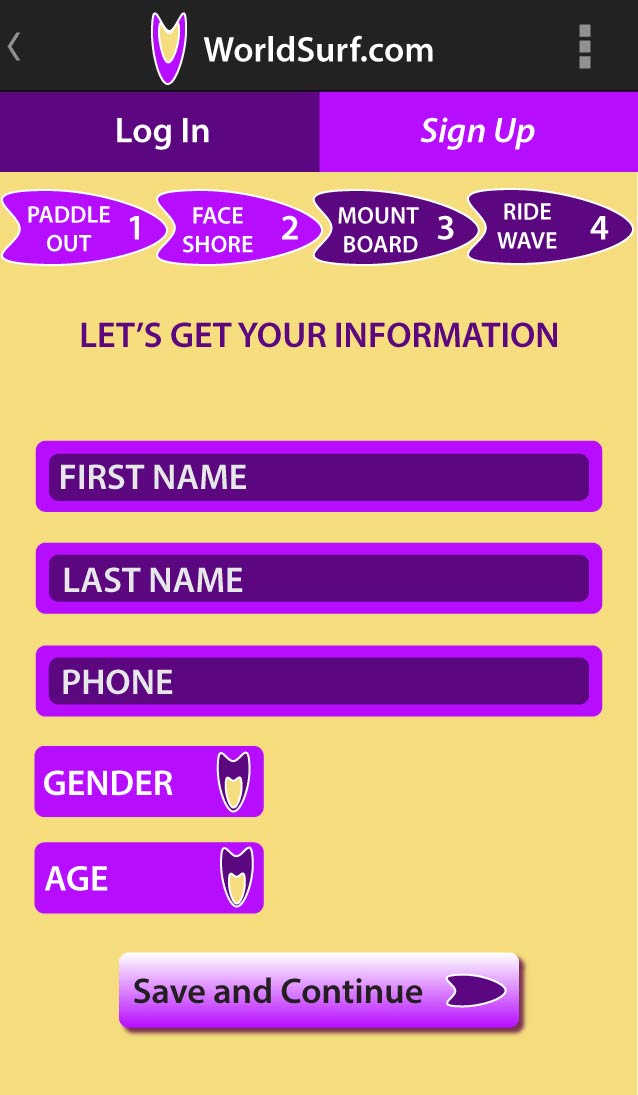 WorldSurf.com
Log In
Sign Up
PADDLE
OUT
1
FACE
SHORE
2
MOUNT
BOARD
3
RIDE
WAVE
4
LET’S GET YOUR INFORMATION
FIRST NAME
LAST NAME
PHONE
GENDER
AGE
Save and Continue